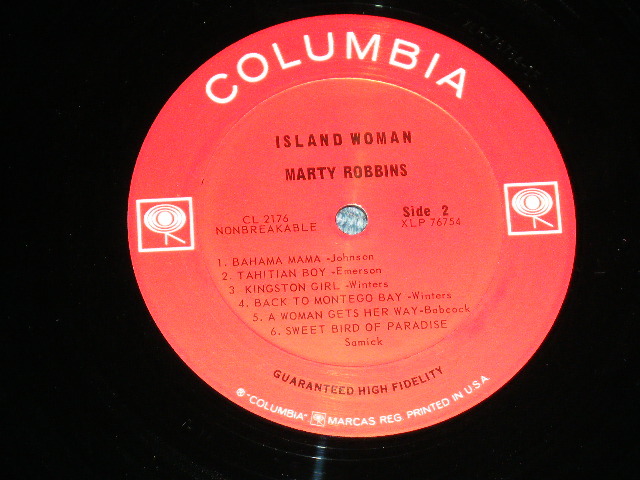 COLUMBIA
ISLAND WOMAN
MARTY ROBBINS
CL 2176
NONBREAKABLE
Side 2
XLP 76754
1. BAHAMA MAMA -Johnson
2. TAHITIAN BOY -Emerson
3 KINGSTON GIRL -Winters
4. BACK TO MONTEGO BAY -Winters
5. A WOMAN GETS HER WAY-Babcock
6. SWEET BIRD OF PARADISE
Samick
GUARANTEED HIGH FIDELITY
® "COLUMBIA" MARCAS REG. PRINTED IN U.S.A.